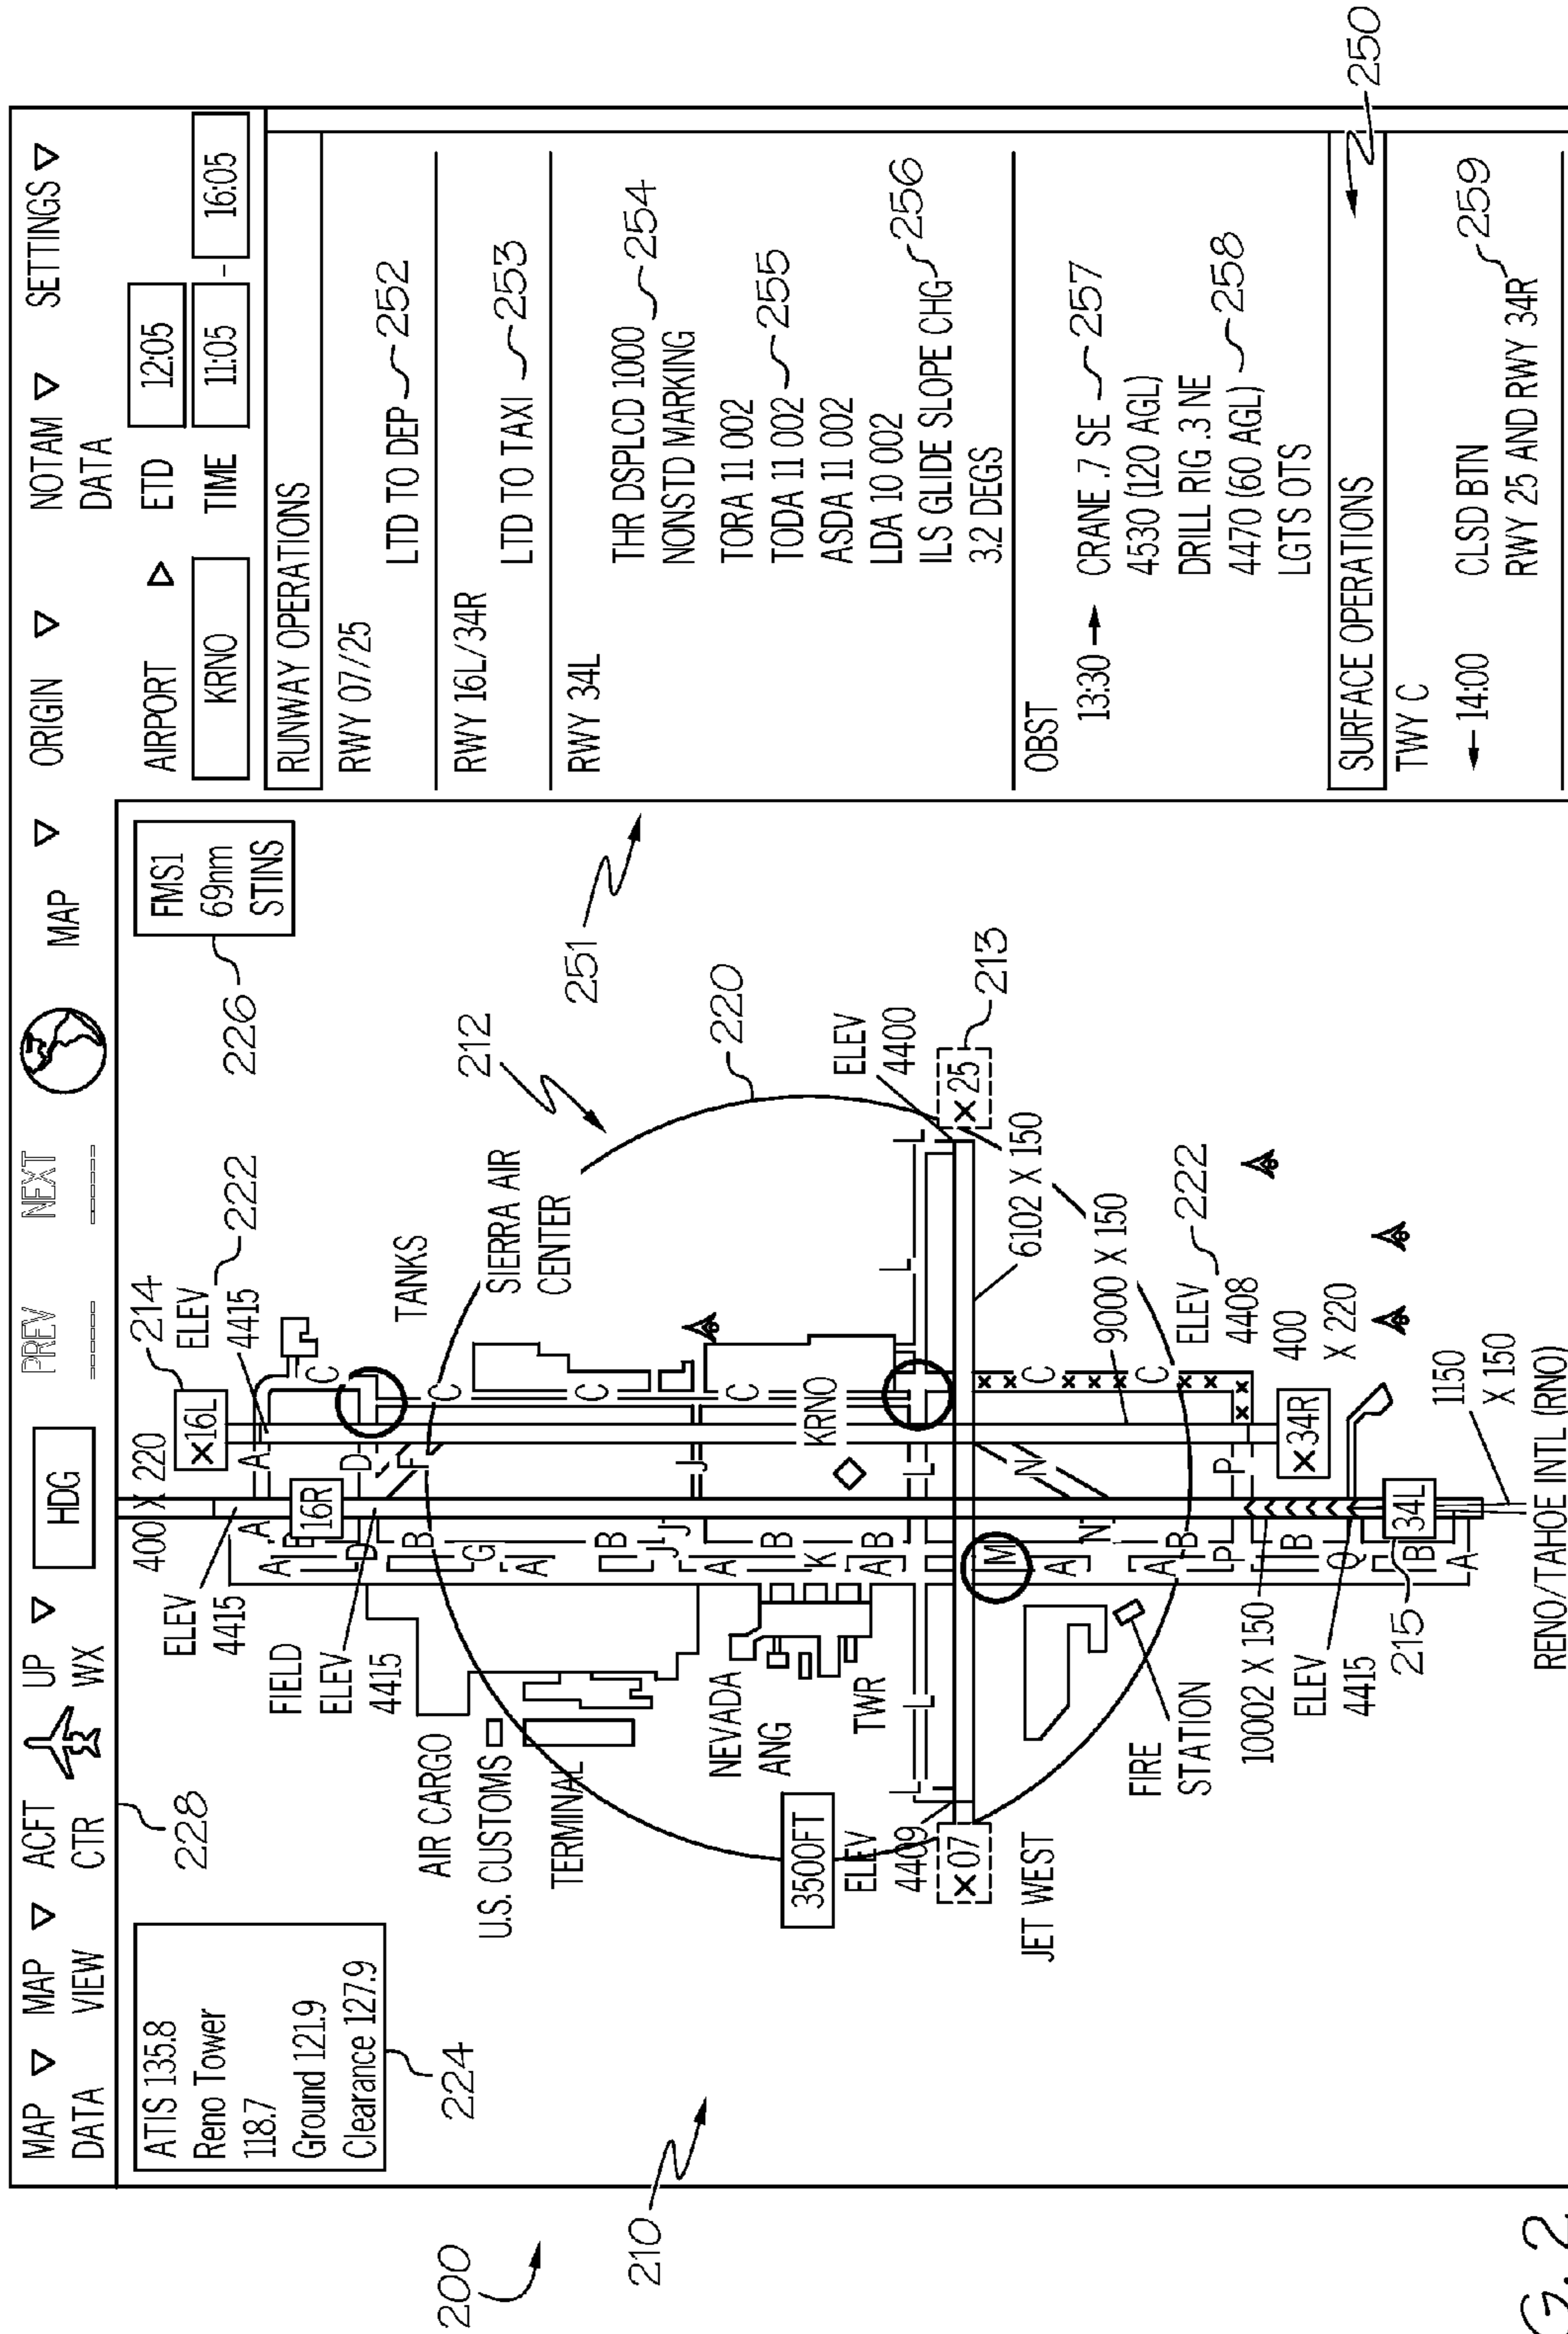 MAP MAP ACFT UP HDG PREV NEXT MAP ORIGIN NOTAM SETTINGS
DATA VIEW CTR WX DATA
ATIS 135.8
Reno Tower
118.7
Ground 121.9
Clearance 127.9
224
228
200
210
FMS1
69nm
STINS
226
AIRPORT ETD 12:05
KRNO TIME 11:05 - 16:05
RUNWAY OPERATIONS
RWY 07/25
LTD TO DEP 252
RWY 16L/34R
LTD TO TAXI 253
RWY 34L
THR DSPLCD 1000 254
NONSTD MARKING
TORA 11 002
TODA 11 002 255
ASDA 11 002
LDA 10 002
ILS GLIDE SLOPE CHG 256
3.2 DEGS
OBST
13:30 → CRANE .7 SE 257
4530 (120 AGL)
DRILL RIG .3 NE
4470 (60 AGL) 258
LGTS OTS
SURFACE OPERATIONS
250
TWY C
← 14:00 CLSD BTN
RWY 25 AND RWY 34R 259
251
400 X 220
214
×16L
ELEV
4415
222
ELEV
4415
16R
FIELD
ELEV
4415
TANKS
212
SIERRA AIR
CENTER
220
AIR CARGO
U.S. CUSTOMS
TERMINAL
NEVADA
ANG
TWR
KRNO
3500FT
ELEV
4409
×07
JET WEST
ELEV
4400
×25
213
6102 X 150
9000 X 150
ELEV
4408
222
400
X 220
×34R
FIRE
STATION
10002 X 150
ELEV
4415
215
34L
1150
X 150
RENO/TAHOE INTL (RNO)
A A A A A A A A
B B B B B B B
C C C C C C
D D
F
G
J J
K
L L L L L
M
N N
P P
Q
2